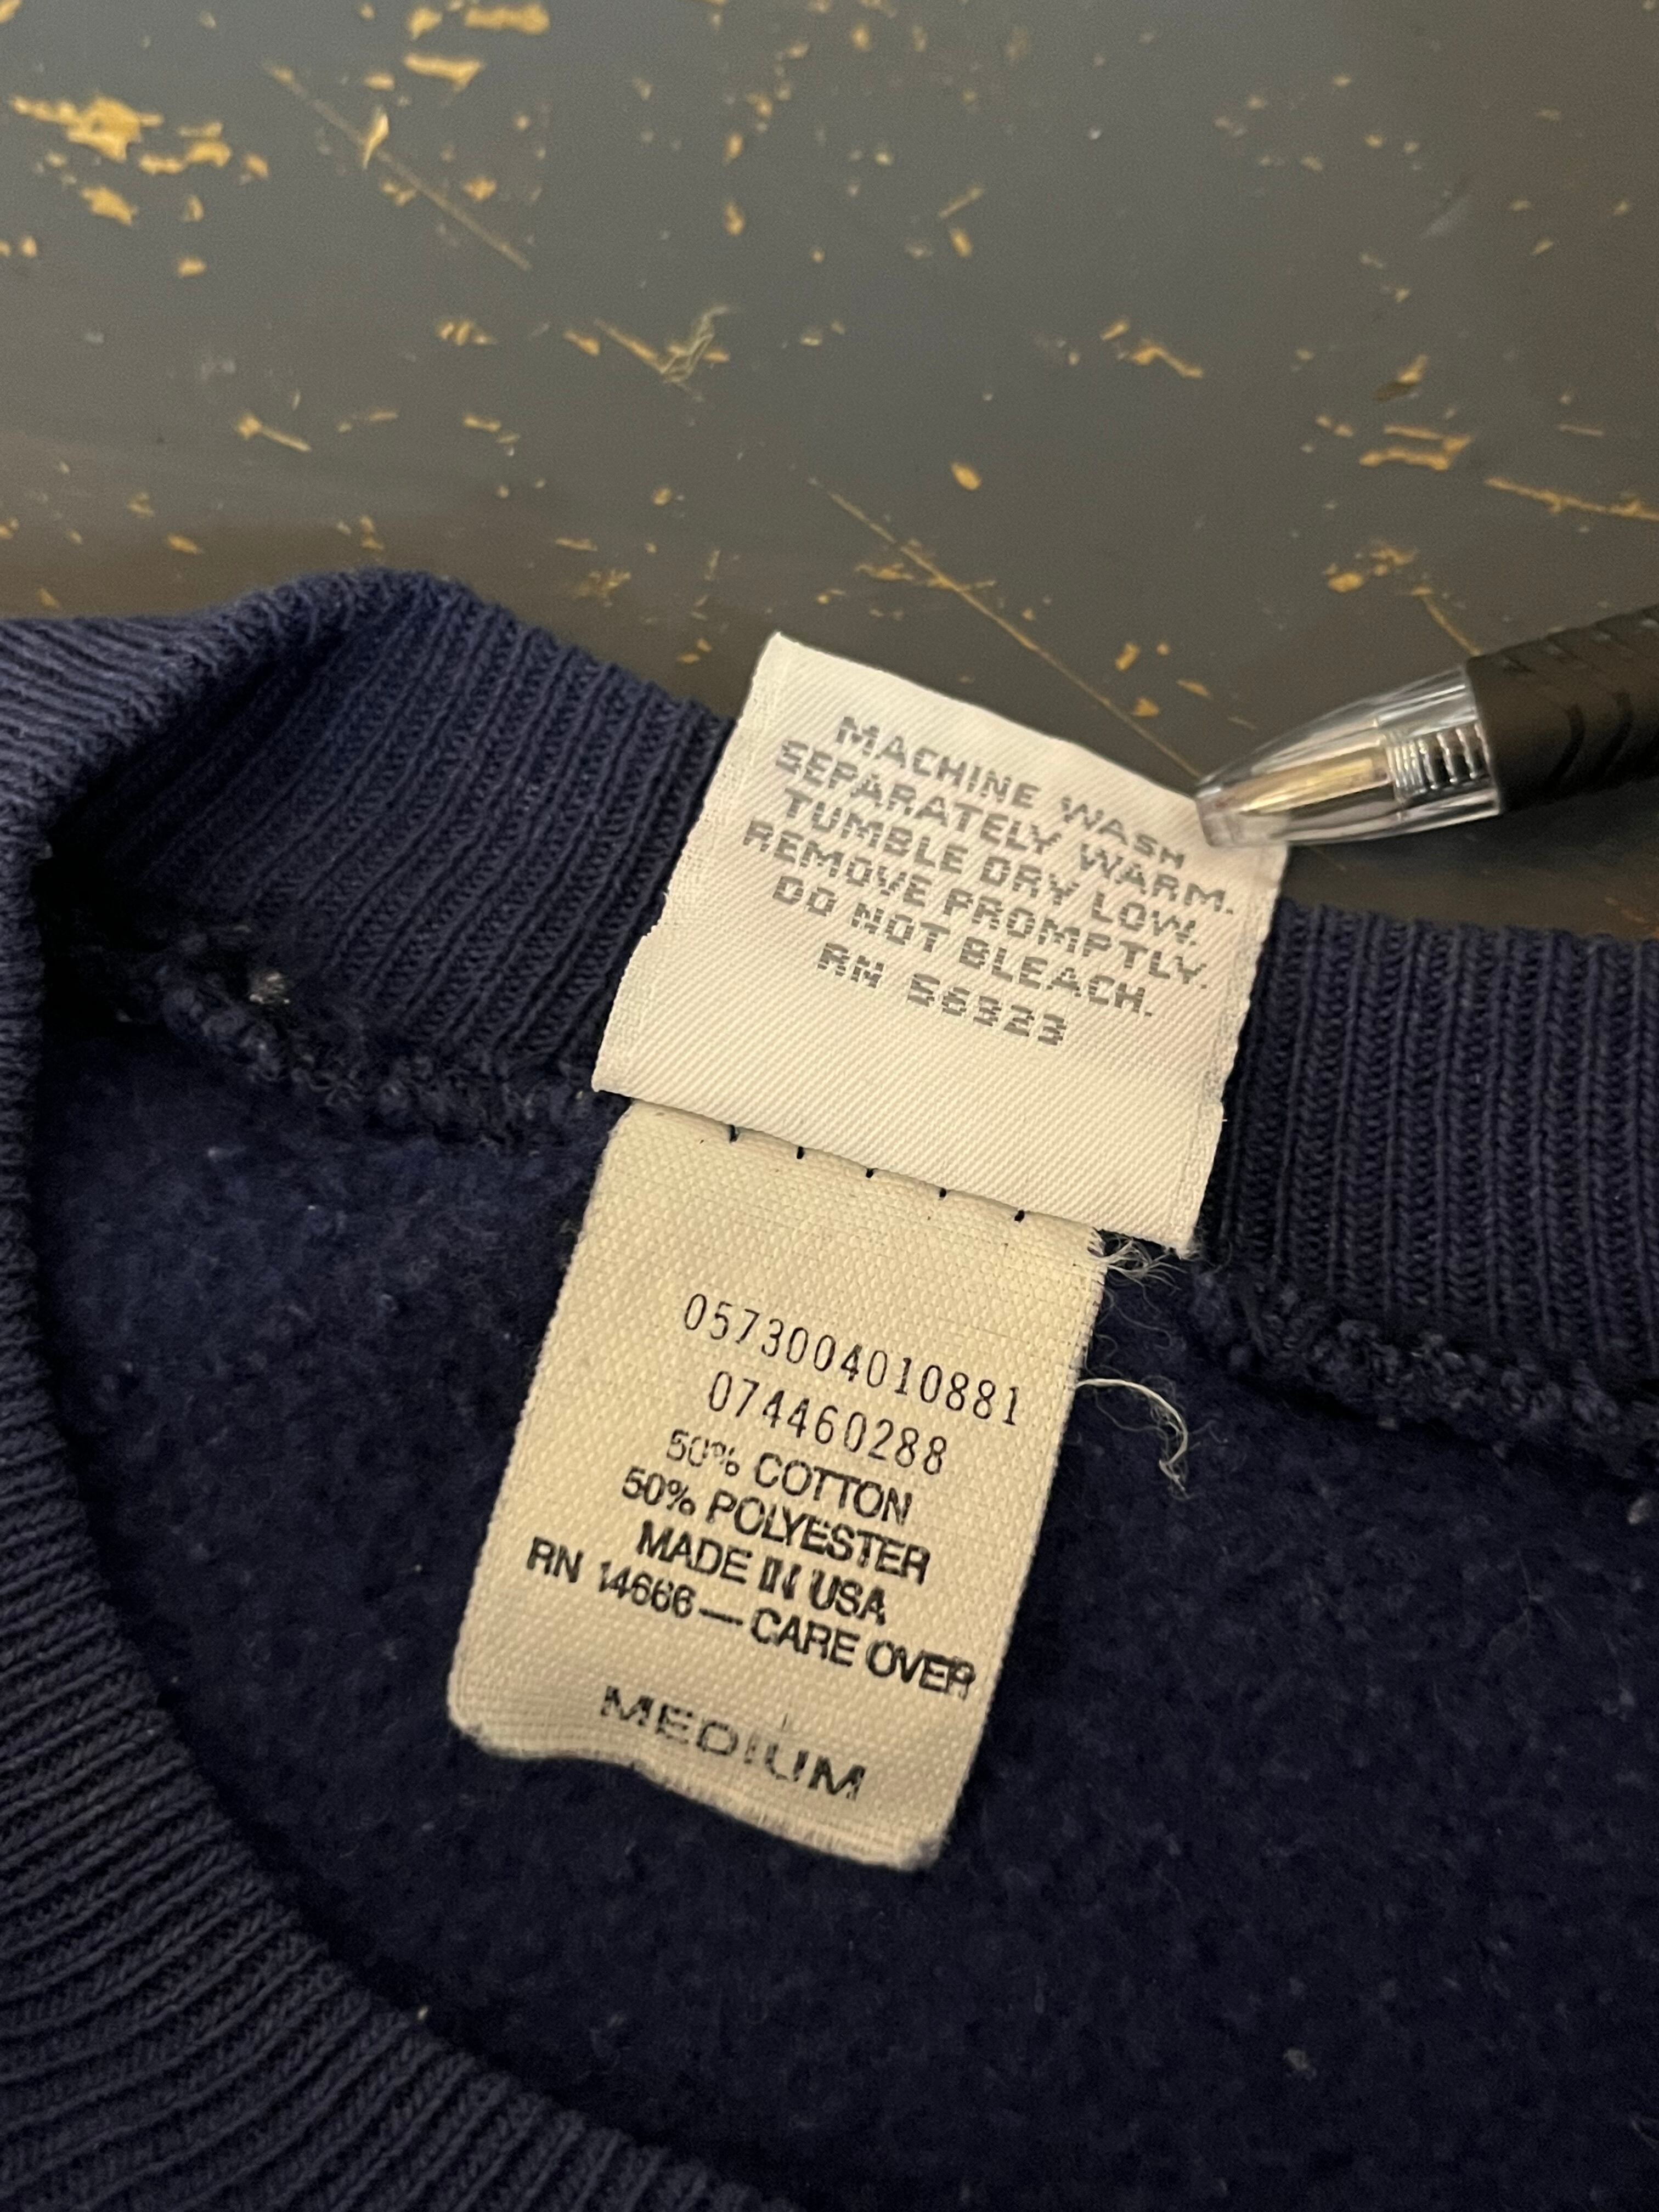 MACHINE WASH
SEPARATELY WARM.
TUMBLE DRY LOW.
REMOVE PROMPTLY.
DO NOT BLEACH.
RN 56323
0573004010881
074460288
50% COTTON
50% POLYESTER
MADE IN USA
RN 14666 — CARE OVER
MEDIUM